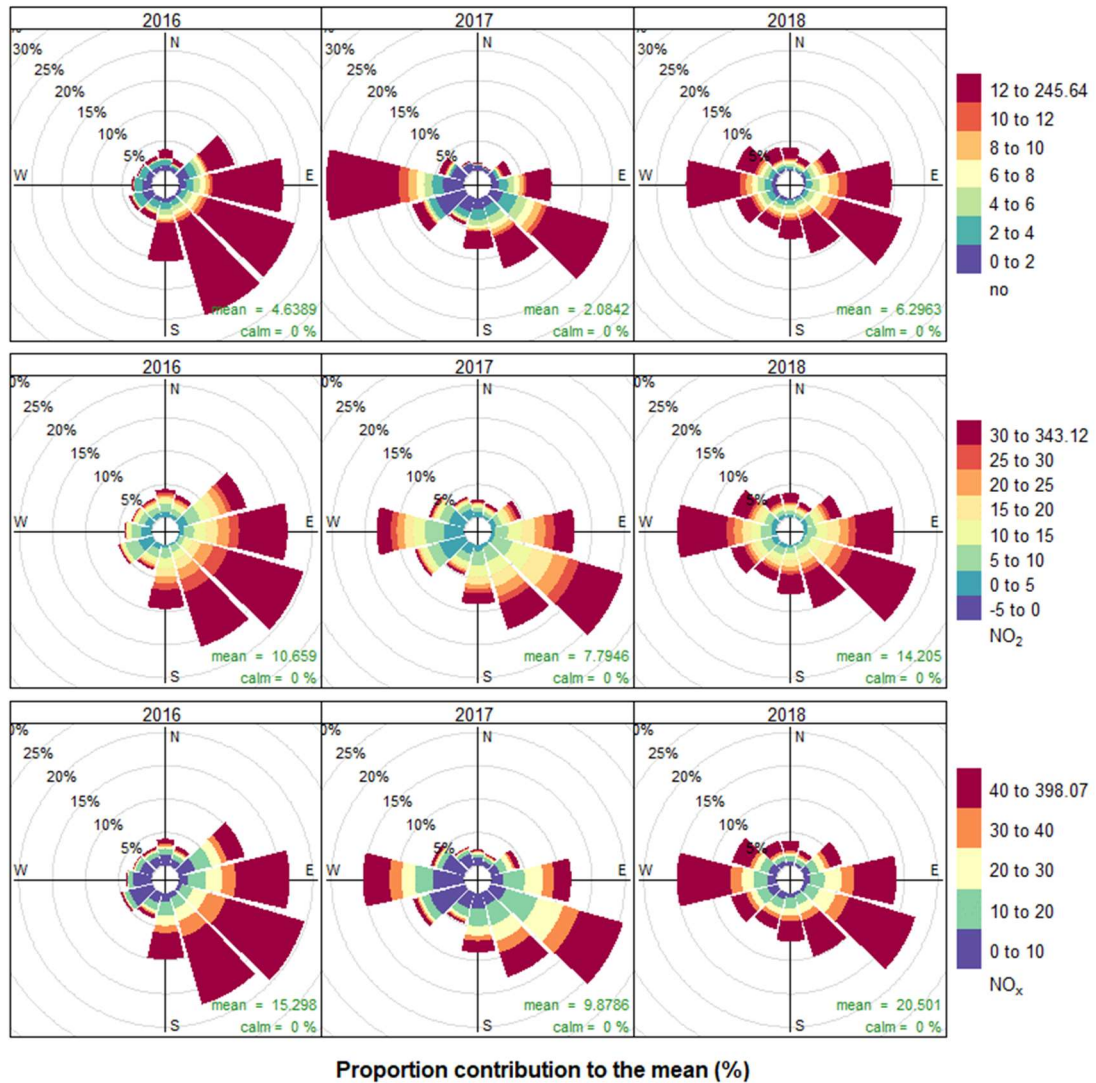 2016 2017 2018
% 30% 25% 20% 15% 10% 5% N W E S
mean = 4.6389
calm = 0 %
30% 25% 20% 15% 10% 5% N W E S
mean = 2.0842
calm = 0 %
30% 25% 20% 15% 10% 5% N W E S
mean = 6.2963
calm = 0 %
12 to 245.64
10 to 12
8 to 10
6 to 8
4 to 6
2 to 4
0 to 2
no
2016 2017 2018
0% 25% 20% 15% 10% 5% N W E S
mean = 10.659
calm = 0 %
0% 25% 20% 15% 10% 5% N W E S
mean = 7.7946
calm = 0 %
0% 25% 20% 15% 10% 5% N W E S
mean = 14.205
calm = 0 %
30 to 343.12
25 to 30
20 to 25
15 to 20
10 to 15
5 to 10
0 to 5
-5 to 0
NO₂
2016 2017 2018
0% 25% 20% 15% 10% 5% N W E S
mean = 15.298
calm = 0 %
0% 25% 20% 15% 10% 5% N W E S
mean = 9.8786
calm = 0 %
0% 25% 20% 15% 10% 5% N W E S
mean = 20.501
calm = 0 %
40 to 398.07
30 to 40
20 to 30
10 to 20
0 to 10
NOₓ
Proportion contribution to the mean (%)